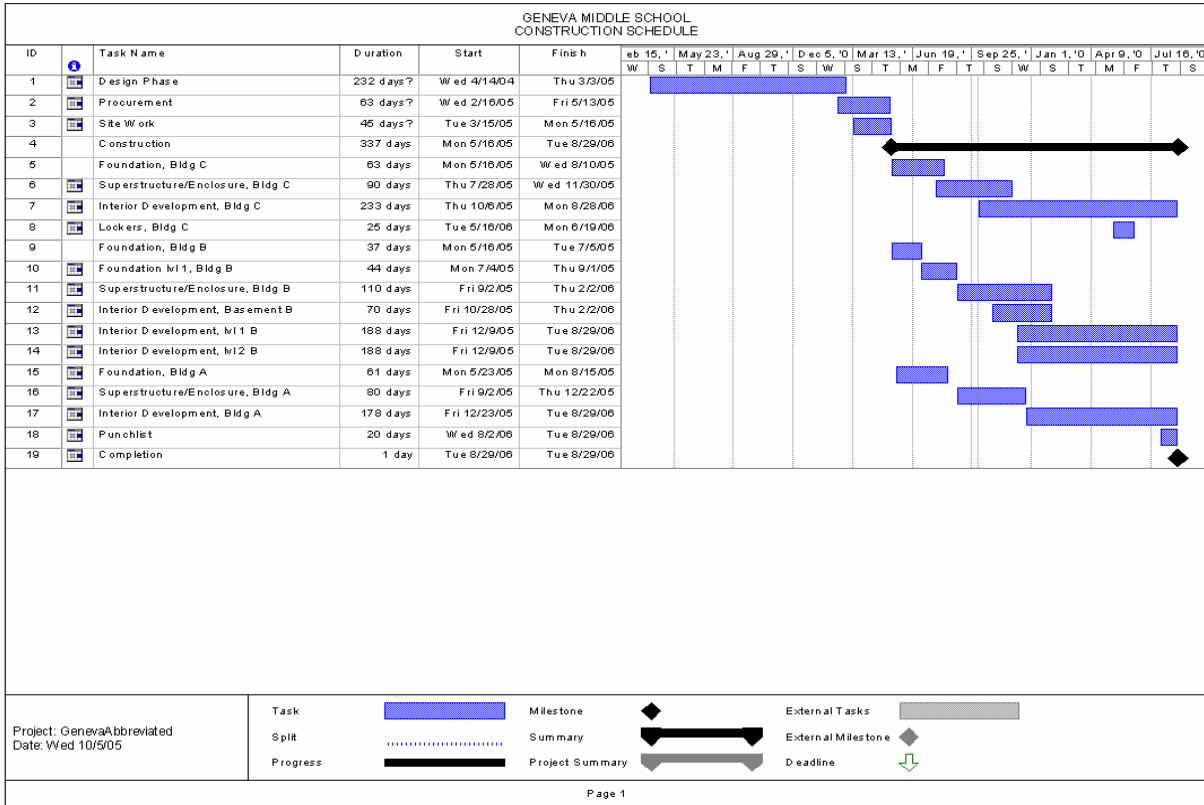 GENEVA MIDDLE SCHOOL
CONSTRUCTION SCHEDULE
ID Task Name Duration Start Finish eb 15, ' May 23, ' Aug 29, ' Dec 5, '0 Mar 13, ' Jun 19, ' Sep 25, ' Jan 1, '0 Apr 9, '0 Jul 16, '0
W S T M F T S W S T M F T S W S T M F T S
1 Design Phase 232 days? Wed 4/14/04 Thu 3/3/05
2 Procurement 63 days? Wed 2/16/05 Fri 5/13/05
3 Site Work 45 days? Tue 3/15/05 Mon 5/16/05
4 Construction 337 days Mon 5/16/05 Tue 8/29/06
5 Foundation, Bldg C 63 days Mon 5/16/05 Wed 8/10/05
6 Superstructure/Enclosure, Bldg C 90 days Thu 7/28/05 Wed 11/30/05
7 Interior Development, Bldg C 233 days Thu 10/6/05 Mon 8/28/06
8 Lockers, Bldg C 25 days Tue 5/16/06 Mon 6/19/06
9 Foundation, Bldg B 37 days Mon 5/16/05 Tue 7/5/05
10 Foundation lvl 1, Bldg B 44 days Mon 7/4/05 Thu 9/1/05
11 Superstructure/Enclosure, Bldg B 110 days Fri 9/2/05 Thu 2/2/06
12 Interior Development, Basement B 70 days Fri 10/28/05 Thu 2/2/06
13 Interior Development, lvl 1 B 188 days Fri 12/9/05 Tue 8/29/06
14 Interior Development, lvl 2 B 188 days Fri 12/9/05 Tue 8/29/06
15 Foundation, Bldg A 61 days Mon 5/23/05 Mon 8/15/05
16 Superstructure/Enclosure, Bldg A 80 days Fri 9/2/05 Thu 12/22/05
17 Interior Development, Bldg A 178 days Fri 12/23/05 Tue 8/29/06
18 Punchlist 20 days Wed 8/2/06 Tue 8/29/06
19 Completion 1 day Tue 8/29/06 Tue 8/29/06
Project: GenevaAbbreviated
Date: Wed 10/5/05
Task Milestone External Tasks
Split Summary External Milestone
Progress Project Summary Deadline
Page 1